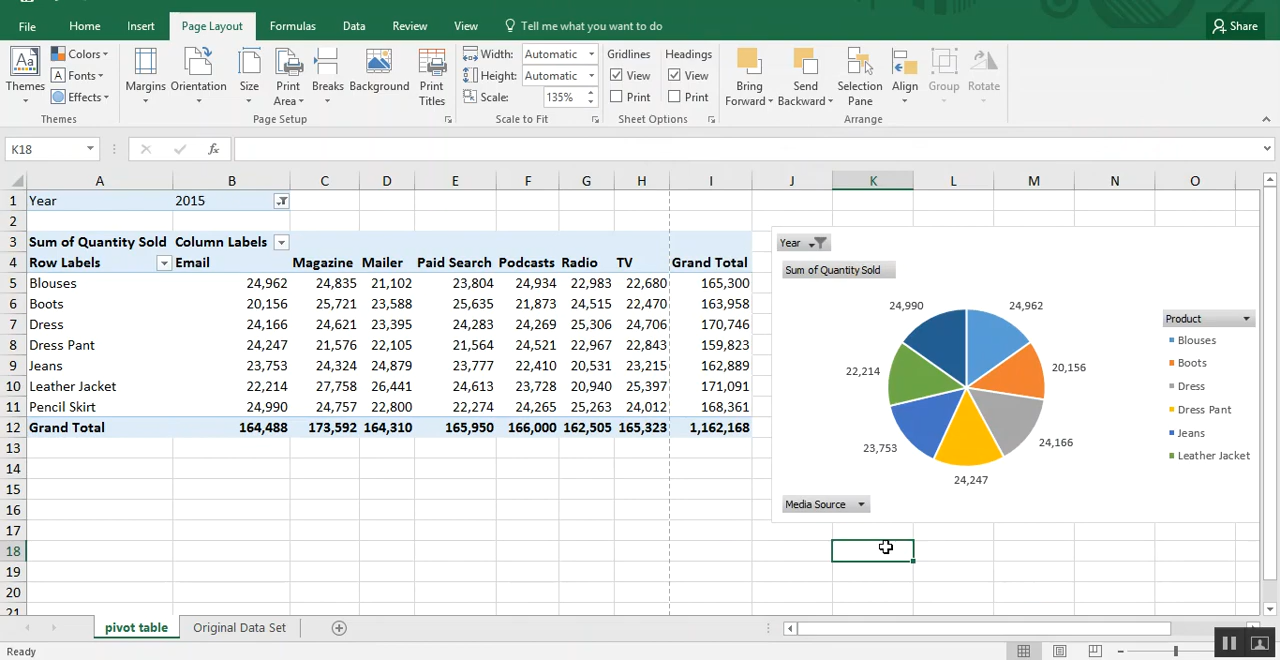 File Home Insert Page Layout Formulas Data Review View Tell me what you want to do Share
Themes Colors Fonts Effects Margins Orientation Size Print Area Breaks Background Print Titles Width: Automatic Height: Automatic Scale: 135% Gridlines View Print Headings View Print Bring Forward Send Backward Selection Pane Align Group Rotate
Themes Page Setup Scale to Fit Sheet Options Arrange
K18 fx
A B C D E F G H I J K L M N O
1 Year 2015
2
3 Sum of Quantity Sold Column Labels
4 Row Labels Email Magazine Mailer Paid Search Podcasts Radio TV Grand Total
5 Blouses 24,962 24,835 21,102 23,804 24,934 22,983 22,680 165,300
6 Boots 20,156 25,721 23,588 25,635 21,873 24,515 22,470 163,958
7 Dress 24,166 24,621 23,395 24,283 24,269 25,306 24,706 170,746
8 Dress Pant 24,247 21,576 22,105 21,564 24,521 22,967 22,843 159,823
9 Jeans 23,753 24,324 24,879 23,777 22,410 20,531 23,215 162,889
10 Leather Jacket 22,214 27,758 26,441 24,613 23,728 20,940 25,397 171,091
11 Pencil Skirt 24,990 24,757 22,800 22,274 24,265 25,263 24,012 168,361
12 Grand Total 164,488 173,592 164,310 165,950 166,000 162,505 165,323 1,162,168
13
14
15
16
17
18
19
20
21
Year
Sum of Quantity Sold
24,990 24,962
22,214 20,156
23,753 24,166
24,247
Product
Blouses
Boots
Dress
Dress Pant
Jeans
Leather Jacket
Media Source
pivot table Original Data Set
Ready